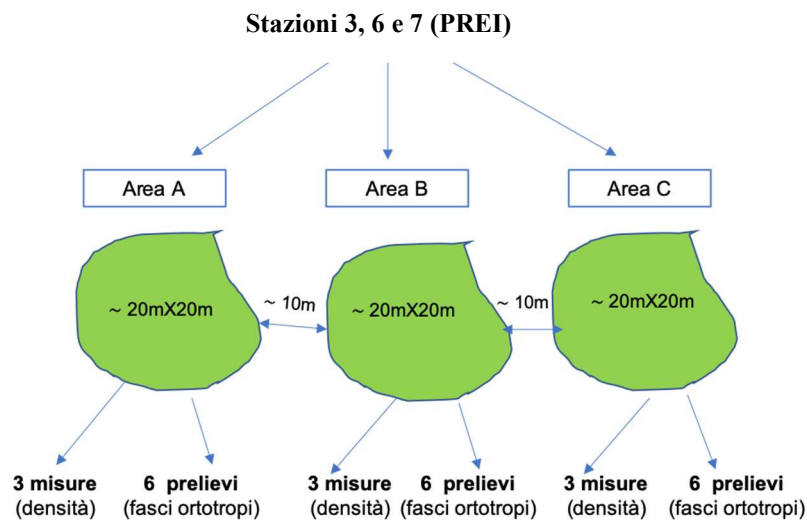 Stazioni 3, 6 e 7 (PREI)
Area A
Area B
Area C
~ 20mX20m
~ 10m
~ 20mX20m
~ 10m
~ 20mX20m
3 misure
(densità)
6 prelievi
(fasci ortotropi)
3 misure
(densità)
6 prelievi
(fasci ortotropi)
3 misure
(densità)
6 prelievi
(fasci ortotropi)